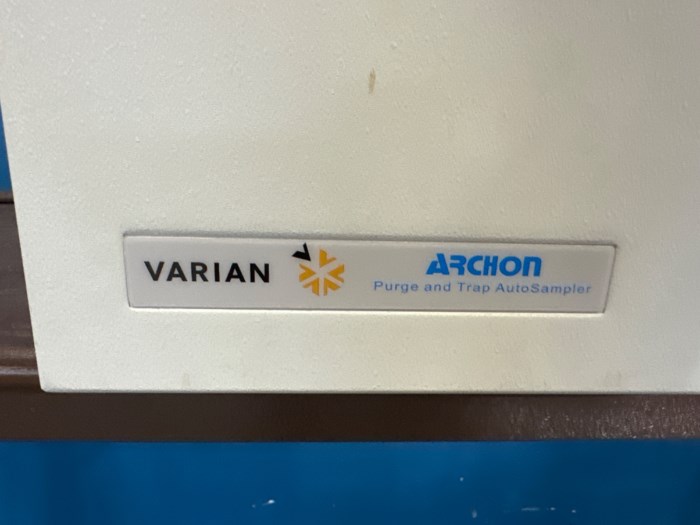 VARIAN
ARCHON
Purge and Trap AutoSampler